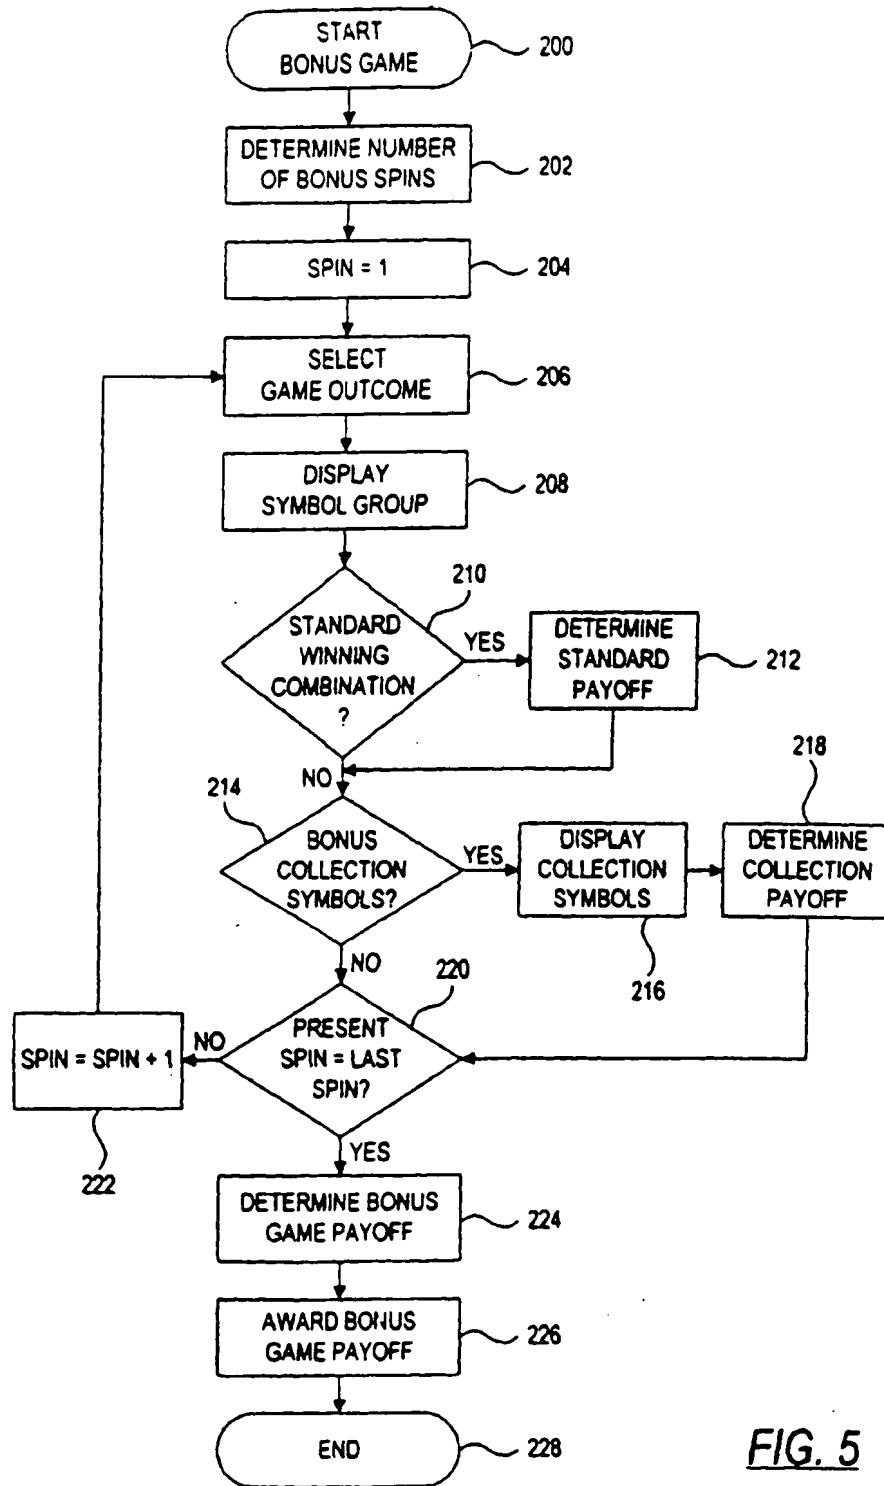 START
BONUS GAME
200
DETERMINE NUMBER
OF BONUS SPINS
202
SPIN = 1
204
SELECT
GAME OUTCOME
206
DISPLAY
SYMBOL GROUP
208
210
STANDARD
WINNING
COMBINATION
?
YES
DETERMINE
STANDARD
PAYOFF
212
NO
214
BONUS
COLLECTION
SYMBOLS?
YES
DISPLAY
COLLECTION
SYMBOLS
216
218
DETERMINE
COLLECTION
PAYOFF
NO
220
PRESENT
SPIN = LAST
SPIN?
NO
SPIN = SPIN + 1
222
YES
DETERMINE BONUS
GAME PAYOFF
224
AWARD BONUS
GAME PAYOFF
226
END
228
FIG. 5